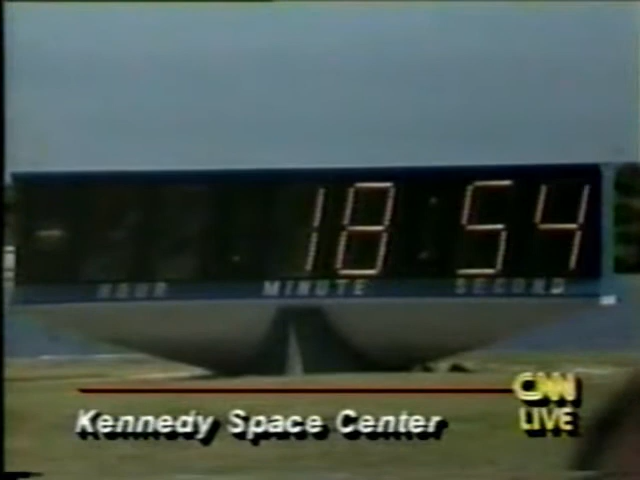 18:54
HOUR MINUTE SECOND
Kennedy Space Center
CNN
LIVE